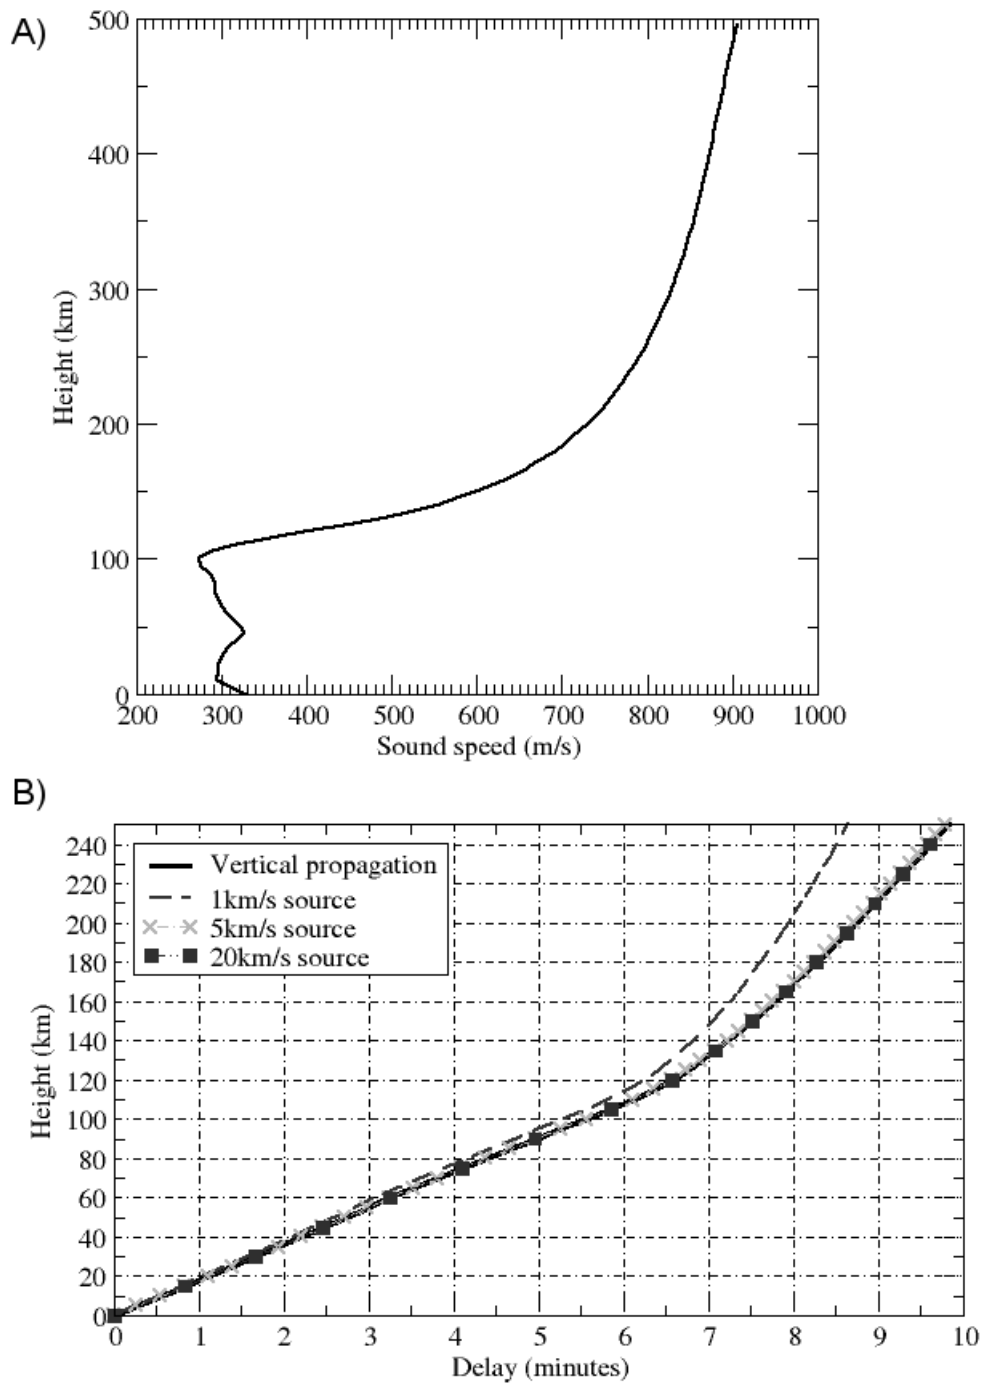 A)
500
400
300
200
100
0
Height (km)
200 300 400 500 600 700 800 900 1000
Sound speed (m/s)
B)
240
220
200
180
160
140
120
100
80
60
40
20
0
Height (km)
Vertical propagation
1km/s source
5km/s source
20km/s source
0 1 2 3 4 5 6 7 8 9 10
Delay (minutes)